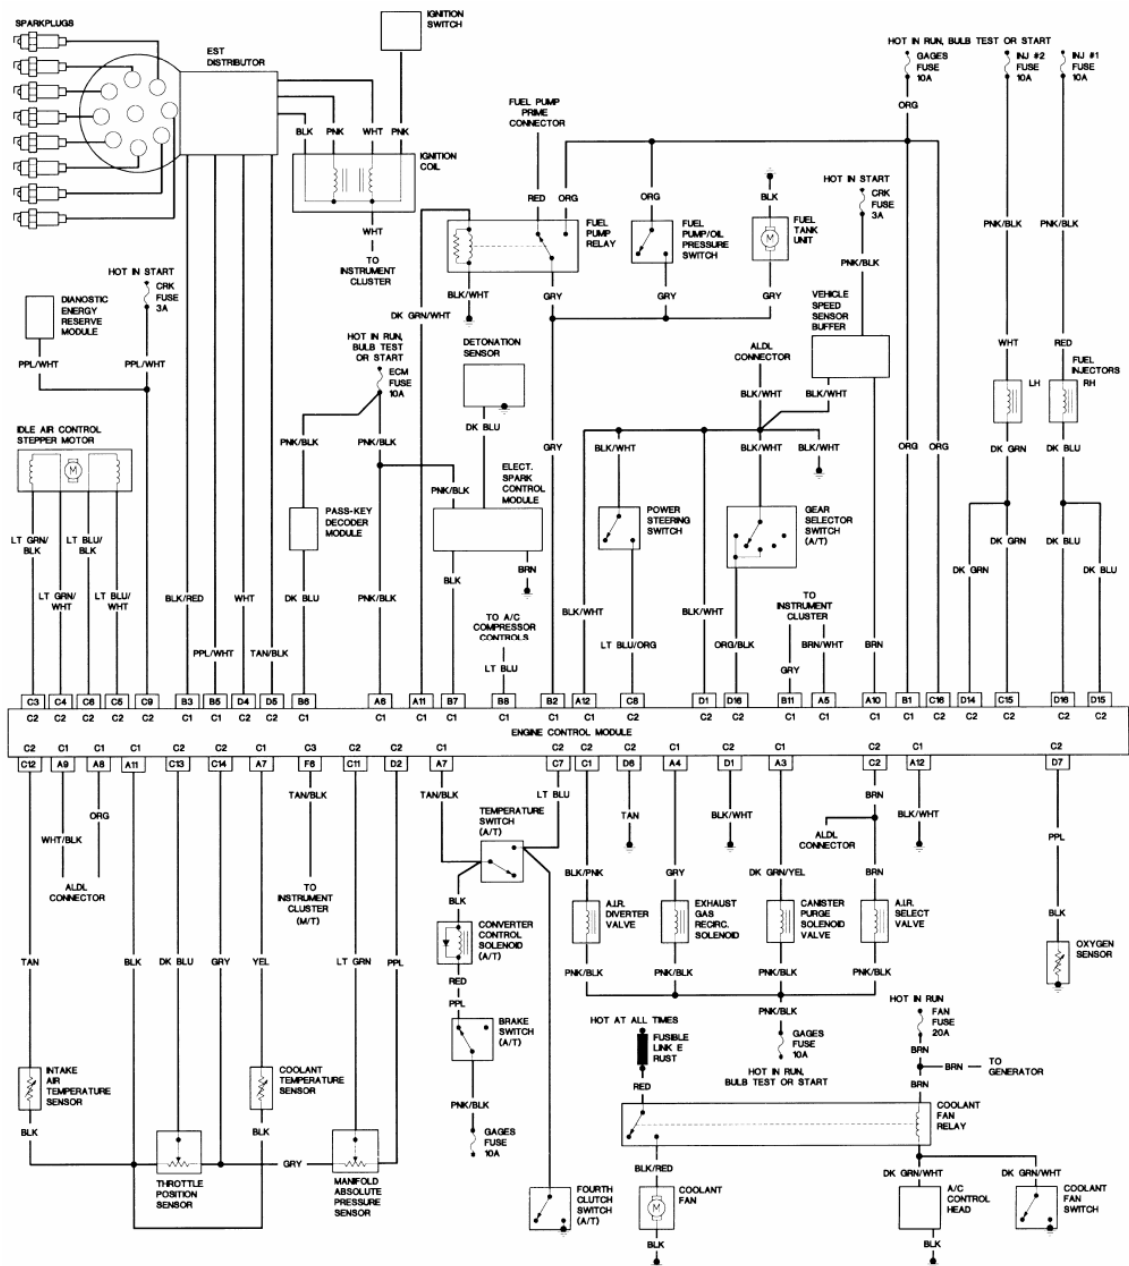 SPARKPLUGS
EST
DISTRIBUTOR
IGNITION
SWITCH
BLK
PNK
WHT
PNK
IGNITION
COIL
WHT
TO
INSTRUMENT
CLUSTER
HOT IN RUN, BULB TEST OR START
GAGES
FUSE
10A
INJ #2
FUSE
10A
INJ #1
FUSE
10A
ORG
FUEL PUMP
PRIME
CONNECTOR
RED
ORG
FUEL
PUMP
RELAY
ORG
FUEL
PUMP/OIL
PRESSURE
SWITCH
BLK
M
FUEL
TANK
UNIT
HOT IN START
CRK
FUSE
3A
PNK/BLK
PNK/BLK
PNK/BLK
HOT IN START
CRK
FUSE
3A
DIANOSTIC
ENERGY
RESERVE
MODULE
PPL/WHT
PPL/WHT
BLK/WHT
GRY
GRY
GRY
DK GRN/WHT
VEHICLE
SPEED
SENSOR
BUFFER
HOT IN RUN,
BULB TEST
OR START
ECM
FUSE
10A
DETONATION
SENSOR
ALDL
CONNECTOR
WHT
RED
LH
FUEL
INJECTORS
RH
BLK/WHT
BLK/WHT
IDLE AIR CONTROL
STEPPER MOTOR
M
PNK/BLK
PNK/BLK
DK BLU
GRY
BLK/WHT
BLK/WHT
BLK/WHT
ORG
ORG
DK GRN
DK BLU
ELECT.
SPARK
CONTROL
MODULE
PNK/BLK
PASS-KEY
DECODER
MODULE
POWER
STEERING
SWITCH
GEAR
SELECTOR
SWITCH
(A/T)
LT GRN/
BLK
LT BLU/
BLK
LT GRN/
WHT
LT BLU/
WHT
BLK/RED
WHT
PPL/WHT
TAN/BLK
DK BLU
PNK/BLK
BLK
BRN
TO A/C
COMPRESSOR
CONTROLS
LT BLU
BLK/WHT
LT BLU/ORG
BLK/WHT
ORG/BLK
TO
INSTRUMENT
CLUSTER
GRY
BRN/WHT
BRN
DK GRN
DK GRN
DK BLU
DK BLU
C3 C4 C6 C5 C9 B3 B5 D4 D5 B6 A6 A11 B7 B8 B2 A12 C8 D1 D16 B11 A5 A10 B1 C16 D14 C15 D16 D15
C2 C2 C2 C2 C2 C1 C1 C2 C2 C1 C1 C1 C1 C1 C1 C1 C2 C2 C2 C1 C1 C1 C1 C2 C2 C2 C2 C2
ENGINE CONTROL MODULE
C2 C1 C1 C1 C2 C2 C1 C3 C2 C2 C1 C2 C2 C2 C1 C2 C1 C2 C1 C2
C12 A9 A8 A11 C13 C14 A7 F6 C11 D2 A7 C7 C1 D6 A4 D1 A3 C2 A12 D7
ORG
WHT/BLK
TAN/BLK
TAN/BLK
LT BLU
TEMPERATURE
SWITCH
(A/T)
TAN
BLK/WHT
BRN
BLK/WHT
PPL
ALDL
CONNECTOR
ALDL
CONNECTOR
TO
INSTRUMENT
CLUSTER
(M/T)
BLK/PNK
GRY
DK GRN/YEL
BRN
BLK
CONVERTER
CONTROL
SOLENOID
(A/T)
A.I.R.
DIVERTER
VALVE
EXHAUST
GAS
RECIRC.
SOLENOID
CANISTER
PURGE
SOLENOID
VALVE
A.I.R.
SELECT
VALVE
BLK
OXYGEN
SENSOR
TAN
BLK
DK BLU
GRY
YEL
LT GRN
PPL
RED
PPL
PNK/BLK
PNK/BLK
PNK/BLK
PNK/BLK
BRAKE
SWITCH
(A/T)
HOT AT ALL TIMES
FUSIBLE
LINK E
RUST
PNK/BLK
GAGES
FUSE
10A
HOT IN RUN,
BULB TEST OR START
HOT IN RUN
FAN
FUSE
20A
BRN
BRN
TO
GENERATOR
BRN
INTAKE
AIR
TEMPERATURE
SENSOR
COOLANT
TEMPERATURE
SENSOR
RED
PNK/BLK
COOLANT
FAN
RELAY
BLK
BLK
GAGES
FUSE
10A
GRY
THROTTLE
POSITION
SENSOR
MANIFOLD
ABSOLUTE
PRESSURE
SENSOR
BLK/RED
DK GRN/WHT
DK GRN/WHT
FOURTH
CLUTCH
SWITCH
(A/T)
M
COOLANT
FAN
A/C
CONTROL
HEAD
COOLANT
FAN
SWITCH
BLK
BLK